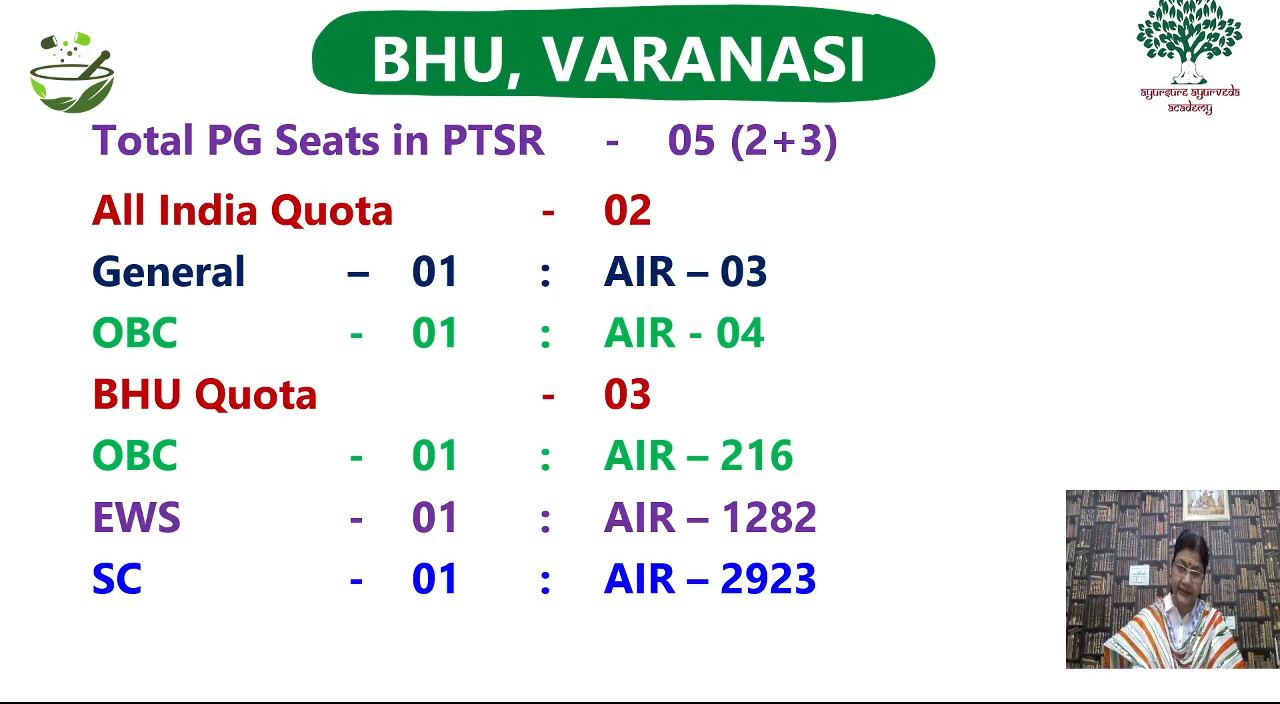 BHU, VARANASI
ayursure ayurveda
academy
Total PG Seats in PTSR - 05 (2+3)
All India Quota - 02
General – 01 : AIR – 03
OBC - 01 : AIR - 04
BHU Quota - 03
OBC - 01 : AIR – 216
EWS - 01 : AIR – 1282
SC - 01 : AIR – 2923